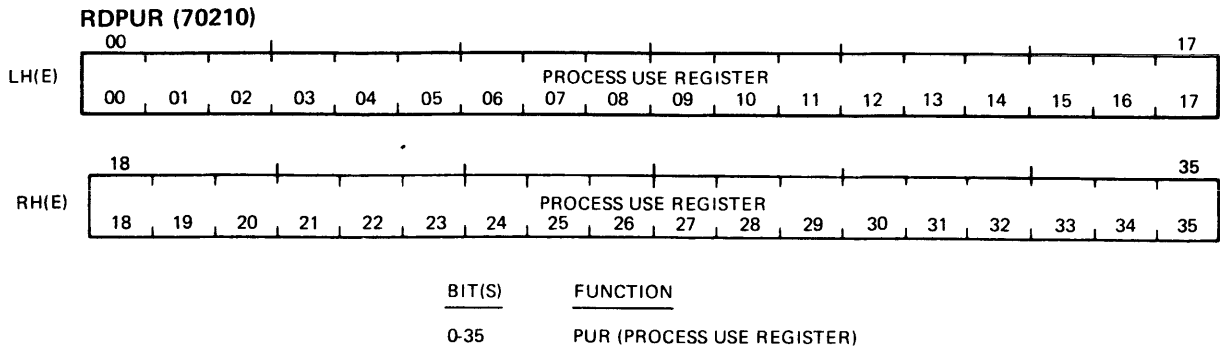 RDPUR (70210)
00 17
LH(E) PROCESS USE REGISTER
00 01 02 03 04 05 06 07 08 09 10 11 12 13 14 15 16 17
18 35
RH(E) PROCESS USE REGISTER
18 19 20 21 22 23 24 25 26 27 28 29 30 31 32 33 34 35
BIT(S) FUNCTION
0-35 PUR (PROCESS USE REGISTER)